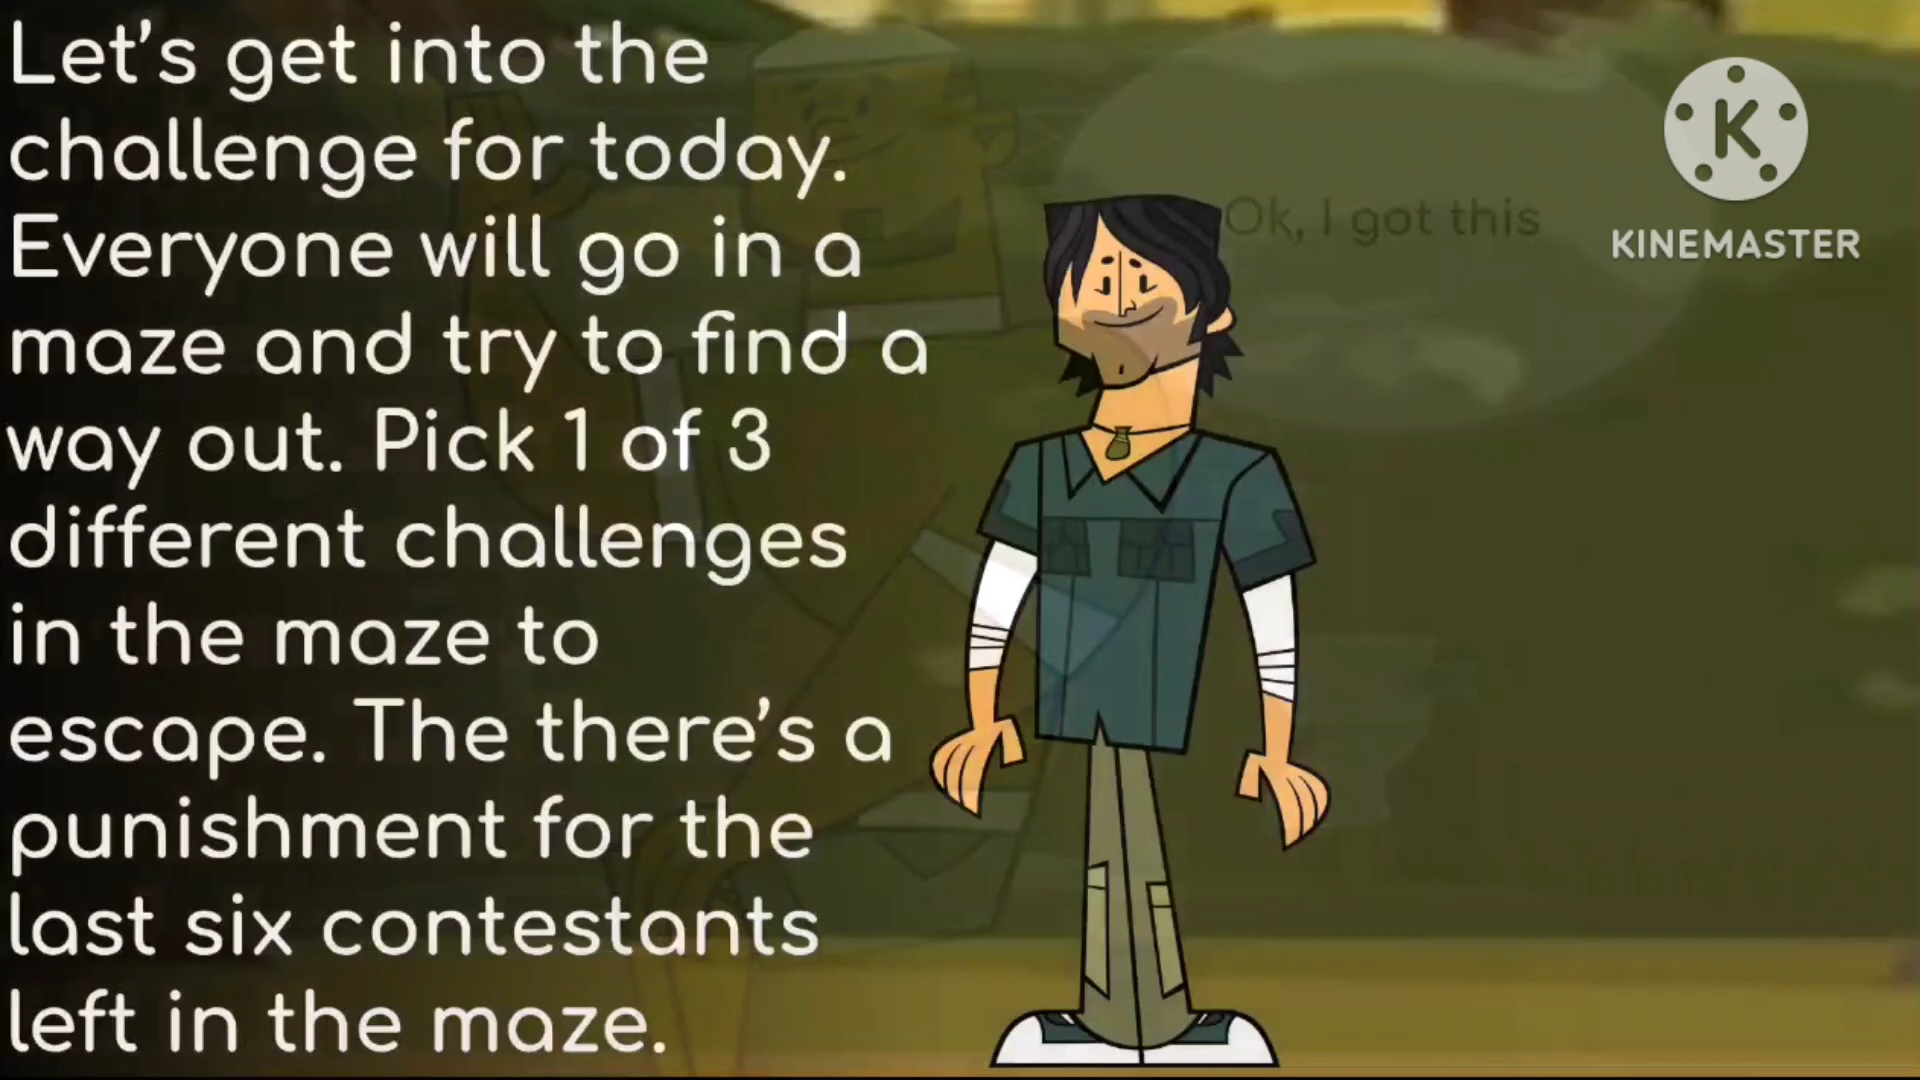 Let's get into the
challenge for today.
Everyone will go in a
maze and try to find a
way out. Pick 1 of 3
different challenges
in the maze to
escape. The there's a
punishment for the
last six contestants
left in the maze.
Ok, I got this
KINEMASTER